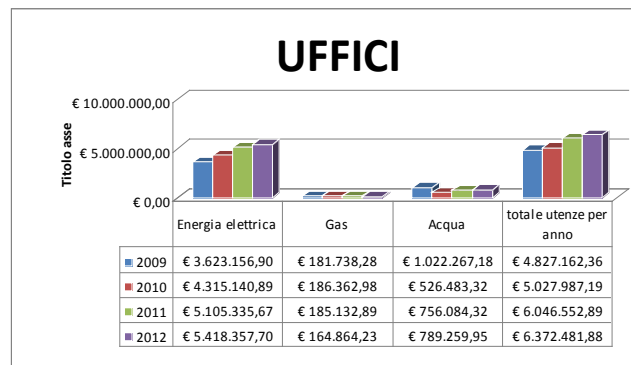 UFFICI
€ 10.000.000,00
€ 5.000.000,00
€ 0,00
Titolo asse
Energia elettrica Gas Acqua totale utenze per anno
2009 € 3.623.156,90 € 181.738,28 € 1.022.267,18 € 4.827.162,36
2010 € 4.315.140,89 € 186.362,98 € 526.483,32 € 5.027.987,19
2011 € 5.105.335,67 € 185.132,89 € 756.084,32 € 6.046.552,89
2012 € 5.418.357,70 € 164.864,23 € 789.259,95 € 6.372.481,88